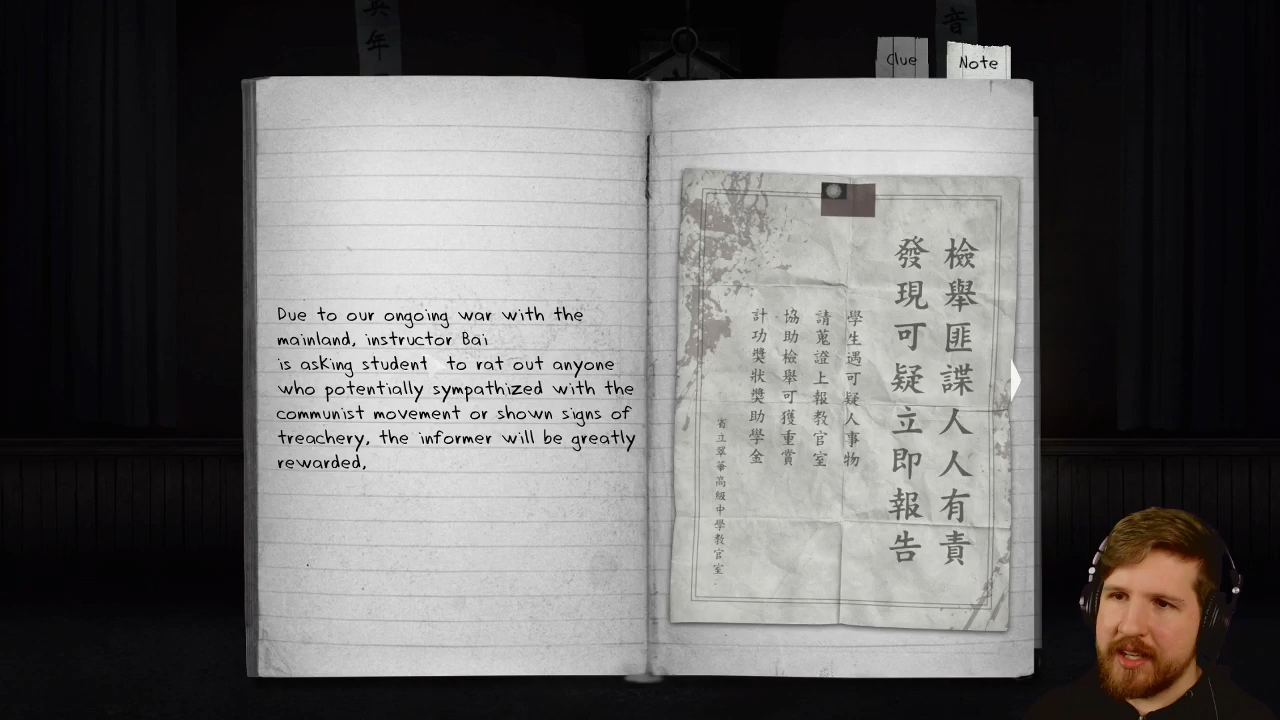 兵年
音
Clue
Note
Due to our ongoing war with the
mainland, instructor Bai
is asking student to rat out anyone
who potentially sympathized with the
communist movement or shown signs of
treachery, the informer will be greatly
rewarded,
檢舉匪諜人人有責
發現可疑立即報告
學生遇可疑人事物
請蒐證上報教官室
協助檢舉可獲重賞
計功獎狀獎助學金
省立翠華高級中學教官室